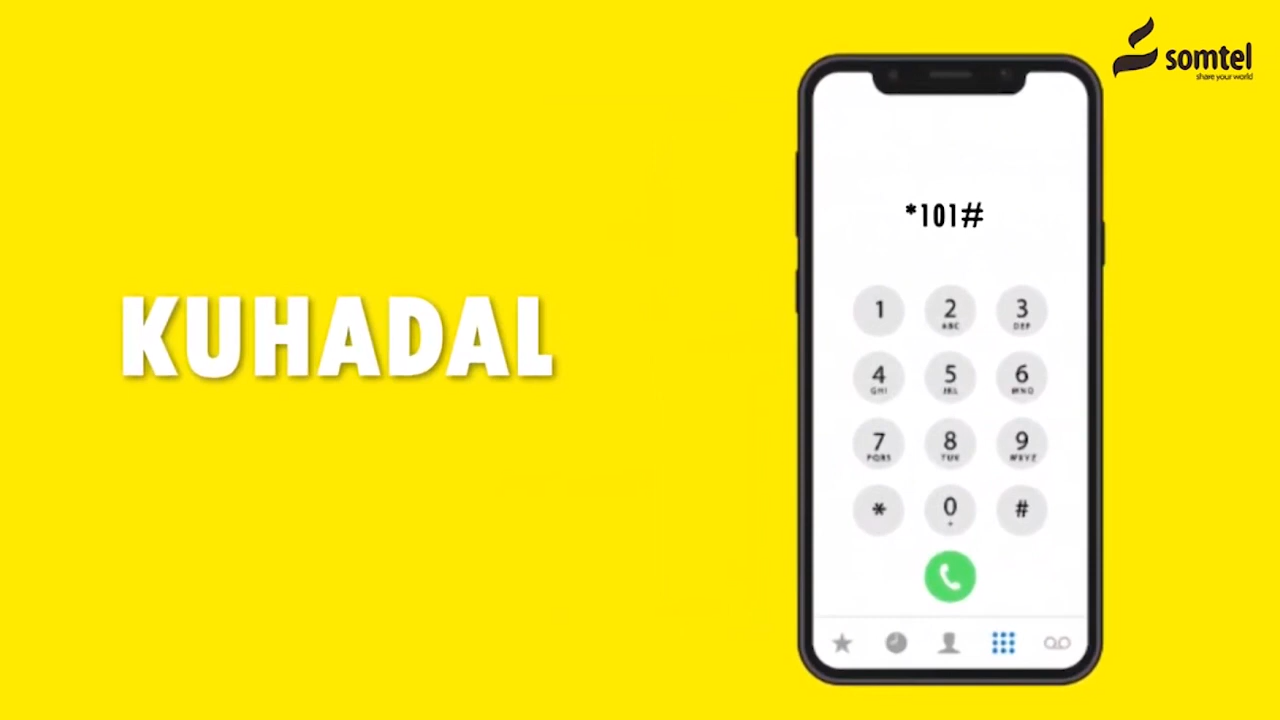 somtel
share your world
*101#
KUHADAL
1
2
ABC
3
DEF
4
GHI
5
JKL
6
MNO
7
PQRS
8
TUV
9
WXYZ
*
0
+
#